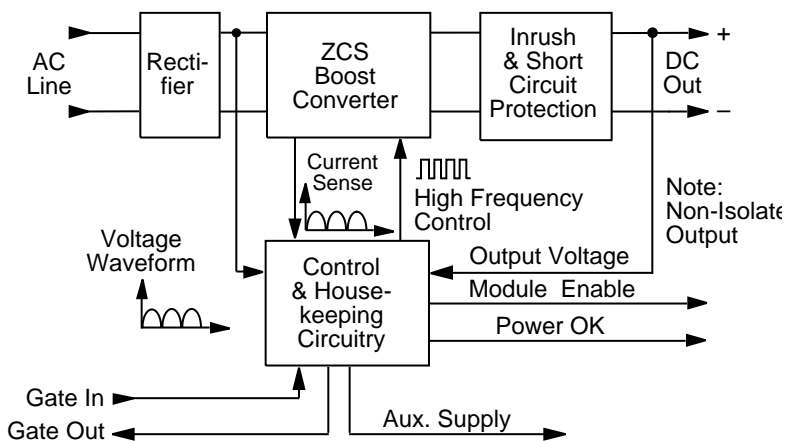 AC
Line
Recti-
fier
ZCS
Boost
Converter
Inrush
& Short
Circuit
Protection
+
DC
Out
–
Current
Sense
High Frequency
Control
Note:
Non-Isolate
Output
Voltage
Waveform
Control
& House-
keeping
Circuitry
Output Voltage
Module Enable
Power OK
Gate In
Gate Out
Aux. Supply